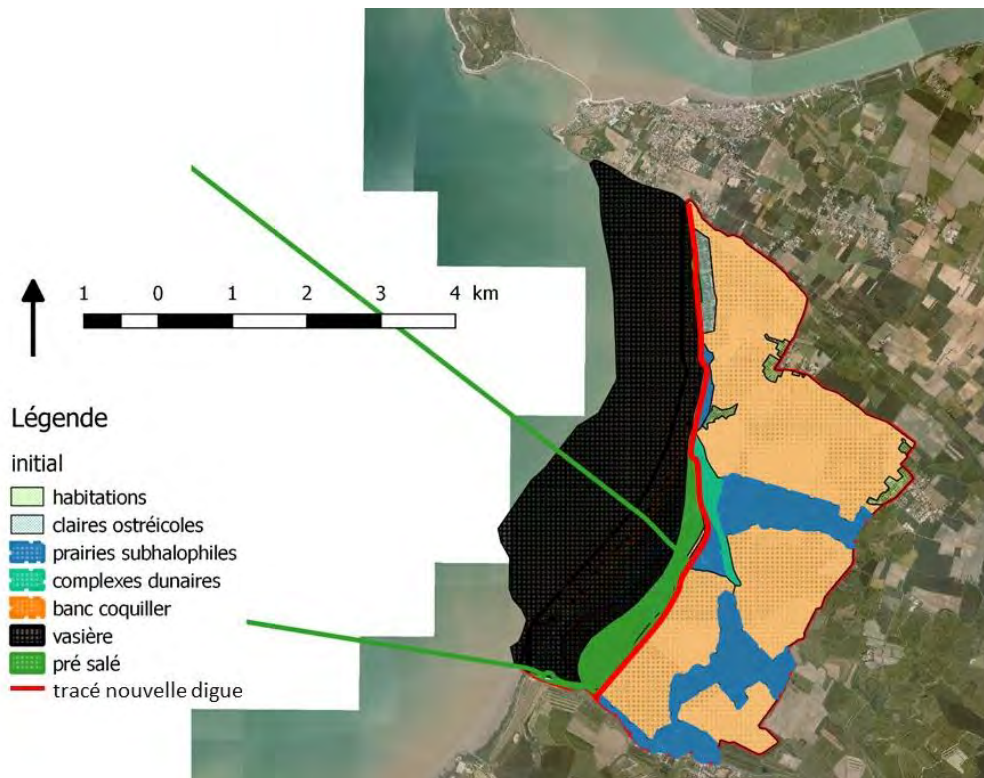 1 0 1 2 3 4 km
Légende
initial
habitations
claires ostréicoles
prairies subhalophiles
complexes dunaires
banc coquiller
vasière
pré salé
tracé nouvelle digue